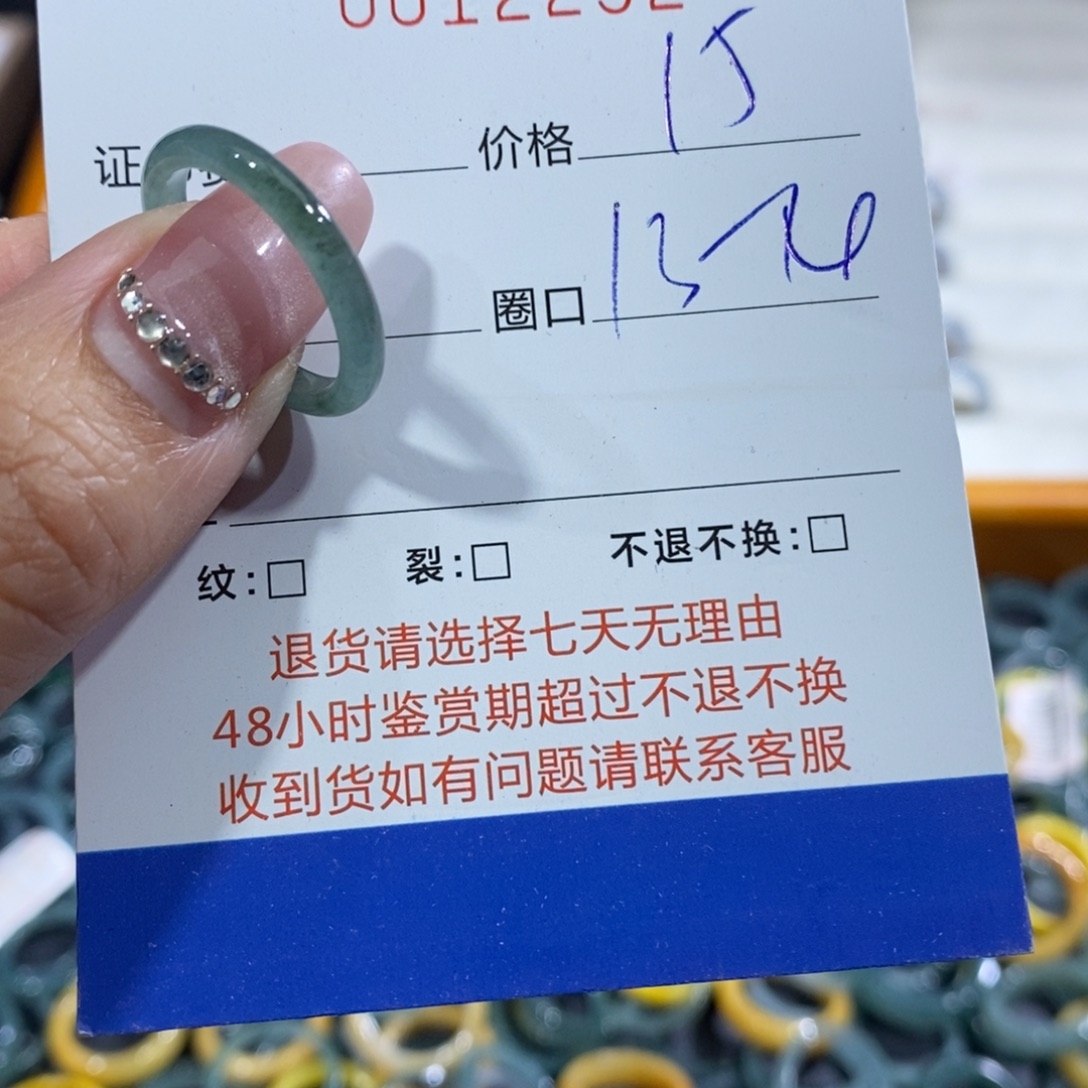 证 价格 15
圈口
纹:□ 裂:□ 不退不换:□
退货请选择七天无理由
48小时鉴赏期超过不退不换
收到货如有问题请联系客服